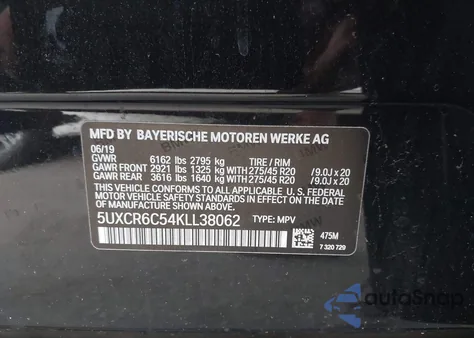 MFD BY BAYERISCHE MOTOREN WERKE AG
06/19
GVWR 6162 lbs 2795 kg TIRE / RIM
GAWR FRONT 2921 lbs 1325 kg 275/45 R20 /9.0J x 20
GAWR REAR 3616 lbs 1640 kg 275/45 R20 /9.0J x 20
THIS VEHICLE CONFORMS TO ALL APPLICABLE
U.S. FEDERAL MOTOR VEHICLE SAFETY
STANDARDS IN EFFECT ON THE DATE
OF MANUFACTURE SHOWN ABOVE.
5UXCR6C54KLL38062 TYPE: MPV
475M
7 320 729
autoSnap